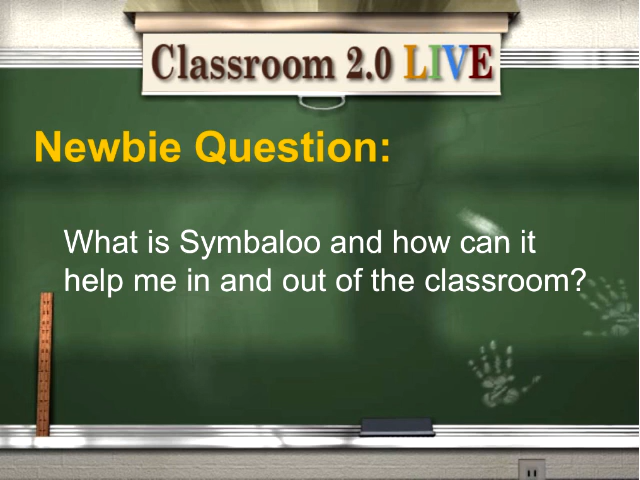 Classroom 2.0 LIVE
Newbie Question:
What is Symbaloo and how can it
help me in and out of the classroom?